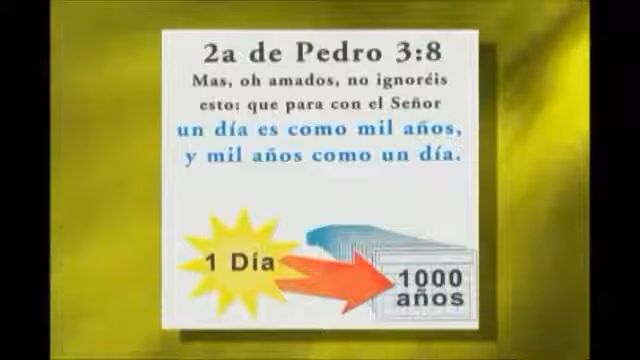 2a de Pedro 3:8
Mas, oh amados, no ignoréis
esto: que para con el Señor
un día es como mil años,
y mil años como un día.
1 Día
1000
años